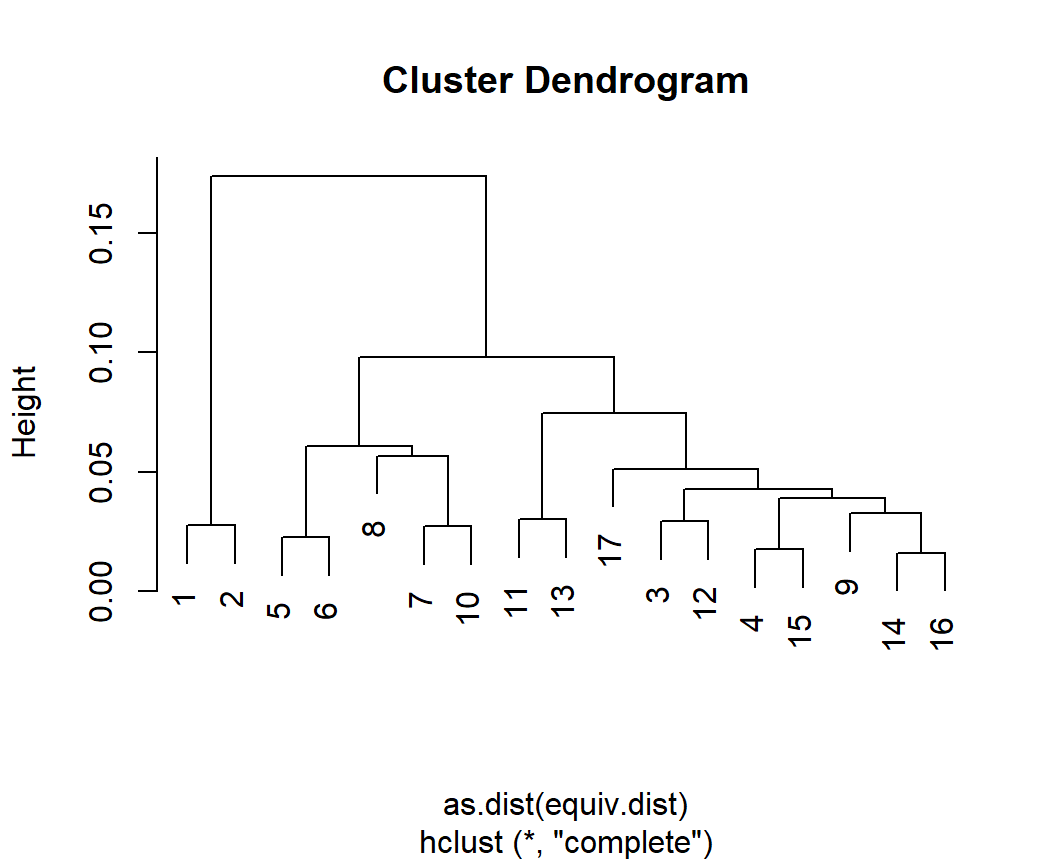 Cluster Dendrogram
Height
0.15
0.10
0.05
0.00
1 2 5 6 8 7 10 11 13 17 3 12 4 15 9 14 16
as.dist(equiv.dist)
hclust (*, "complete")